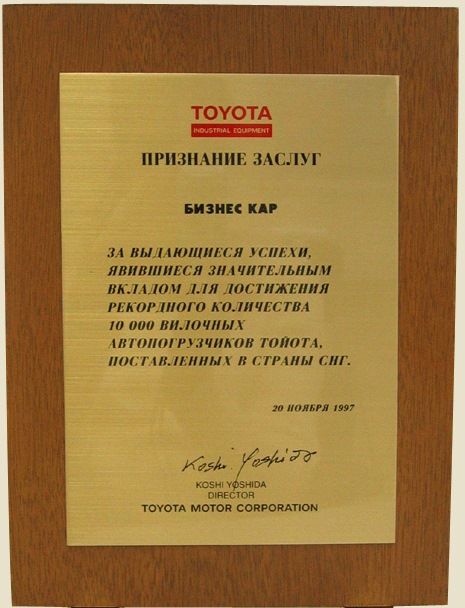 TOYOTA
INDUSTRIAL EQUIPMENT
ПРИЗНАНИЕ ЗАСЛУГ
БИЗНЕС КАР
ЗА ВЫДАЮЩИЕСЯ УСПЕХИ,
ЯВИВШИЕСЯ ЗНАЧИТЕЛЬНЫМ
ВКЛАДОМ ДЛЯ ДОСТИЖЕНИЯ
РЕКОРДНОГО КОЛИЧЕСТВА
10 000 ВИЛОЧНЫХ
АВТОПОГРУЗЧИКОВ ТОЙОТА,
ПОСТАВЛЕННЫХ В СТРАНЫ СНГ.
20 НОЯБРЯ 1997
Koshi Yoshida
KOSHI YOSHIDA
DIRECTOR
TOYOTA MOTOR CORPORATION